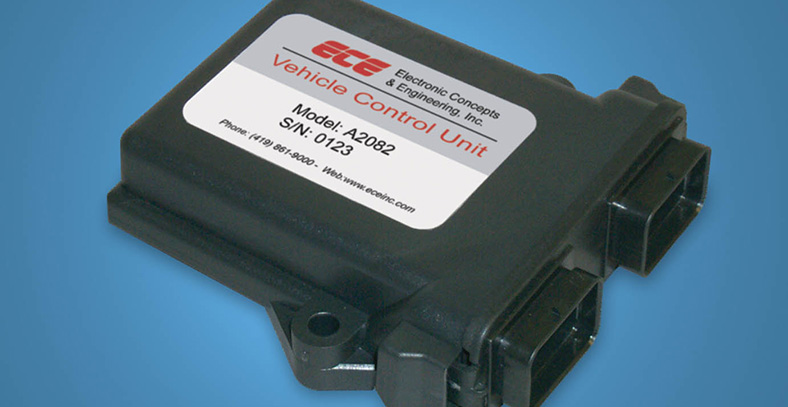 ECE
Electronic Concepts
& Engineering, Inc.
Vehicle Control Unit
Model: A2082
S/N: 0123
Phone: (419) 861-9000 - Web:www.eceinc.com